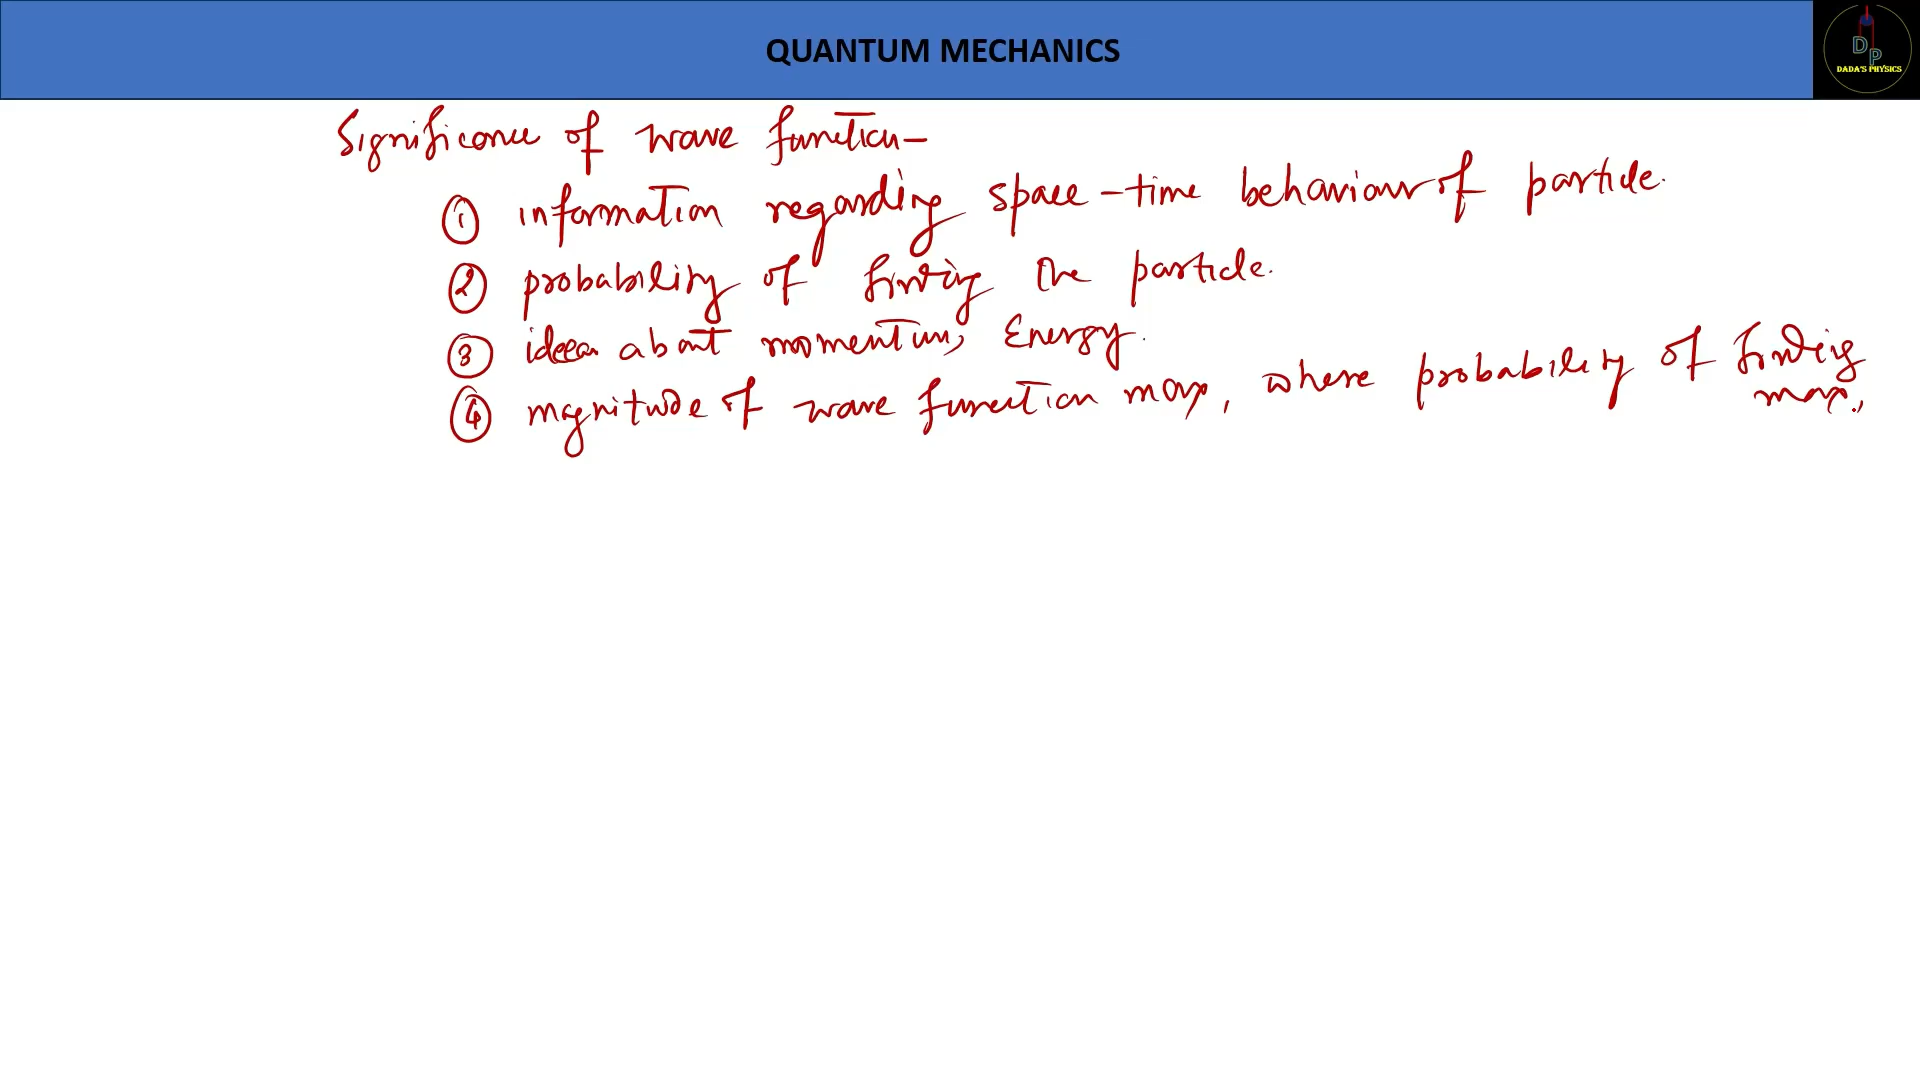 QUANTUM MECHANICS
D
P
DADA'S PHYSICS
Significance of wave function-
① information regarding space-time behaviour of particle.
② probability of finding the particle.
③ idea about momentum, Energy.
④ magnitude of wave function max, where probability of finding
max.,